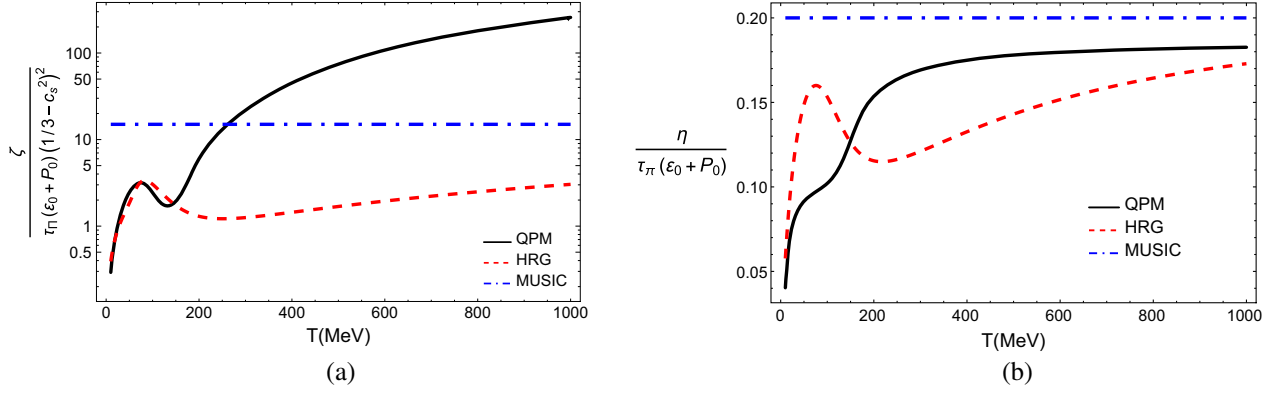 ζ
τ_Π (ε_0 + P_0) (1/3 − c_s^2)^2
100
50
10
5
1
0.5
0 200 400 600 800 1000
T(MeV)
QPM
HRG
MUSIC
(a)
η
τ_π (ε_0 + P_0)
0.20
0.15
0.10
0.05
0 200 400 600 800 1000
T(MeV)
QPM
HRG
MUSIC
(b)